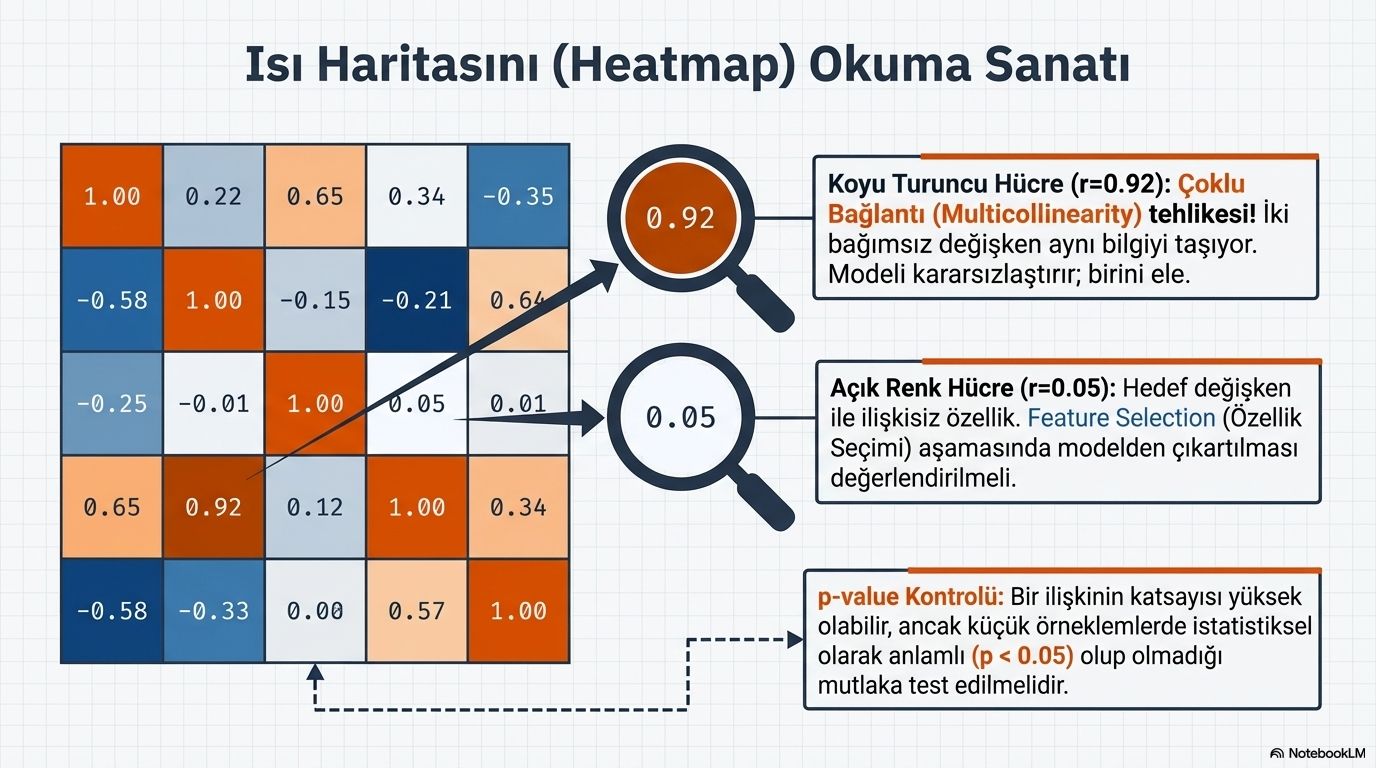 Isı Haritasını (Heatmap) Okuma Sanatı
1.00 0.22 0.65 0.34 −0.35
−0.58 1.00 −0.15 −0.21 0.64
−0.25 −0.01 1.00 0.05 0.01
0.65 0.92 0.12 1.00 0.34
−0.58 −0.33 0.00 0.57 1.00
0.92
Koyu Turuncu Hücre (r=0.92): Çoklu
Bağlantı (Multicollinearity) tehlikesi! İki
bağımsız değişken aynı bilgiyi taşıyor.
Modeli kararsızlaştırır; birini ele.
0.05
Açık Renk Hücre (r=0.05): Hedef değişken
ile ilişkisiz özellik. Feature Selection (Özellik
Seçimi) aşamasında modelden çıkartılması
değerlendirilmeli.
p-value Kontrolü: Bir ilişkinin katsayısı yüksek
olabilir, ancak küçük örneklemlerde istatistiksel
olarak anlamlı (p < 0.05) olup olmadığı
mutlaka test edilmelidir.
NotebookLM